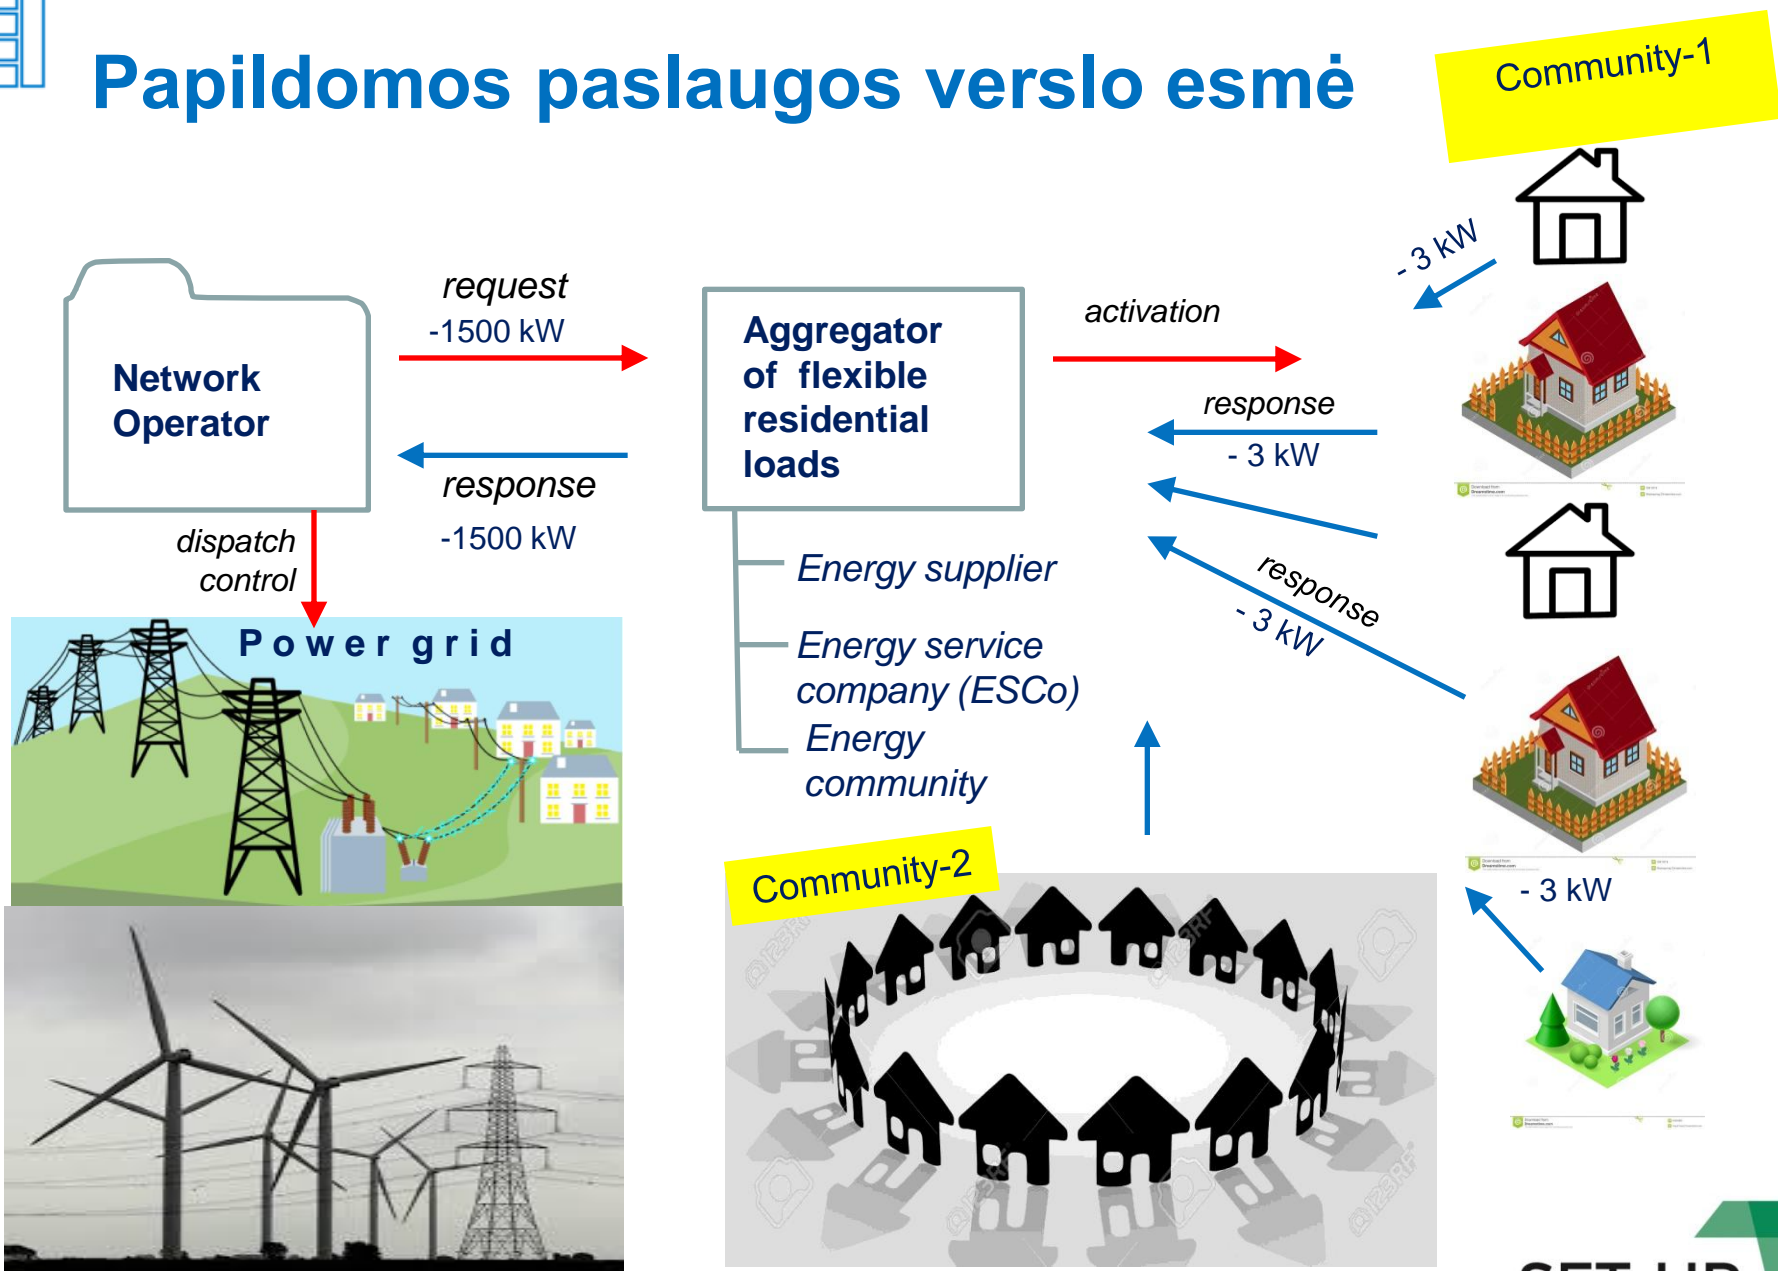 Papildomos paslaugos verslo esmė
Community-1
- 3 kW
request
-1500 kW
activation
Network
Operator
Aggregator
of flexible
residential
loads
response
- 3 kW
response
-1500 kW
dispatch
control
Energy supplier
response
- 3 kW
Power grid
Energy service
company (ESCo)
Energy
community
Community-2
- 3 kW
SET-UP